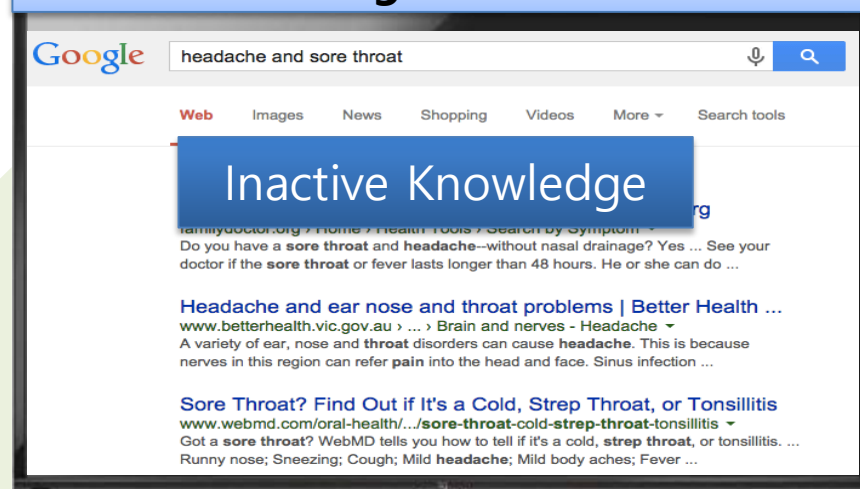 Google headache and sore throat
Web Images News Shopping Videos More Search tools
Inactive Knowledge
rg
familydoctor.org › Home › Health Tools › Search by Symptom
Do you have a sore throat and headache--without nasal drainage? Yes ... See your
doctor if the sore throat or fever lasts longer than 48 hours. He or she can do ...
Headache and ear nose and throat problems | Better Health ...
www.betterhealth.vic.gov.au › ... › Brain and nerves - Headache
A variety of ear, nose and throat disorders can cause headache. This is because
nerves in this region can refer pain into the head and face. Sinus infection ...
Sore Throat? Find Out if It's a Cold, Strep Throat, or Tonsillitis
www.webmd.com/oral-health/.../sore-throat-cold-strep-throat-tonsillitis
Got a sore throat? WebMD tells you how to tell if it's a cold, strep throat, or tonsillitis. ...
Runny nose; Sneezing; Cough; Mild headache; Mild body aches; Fever ...